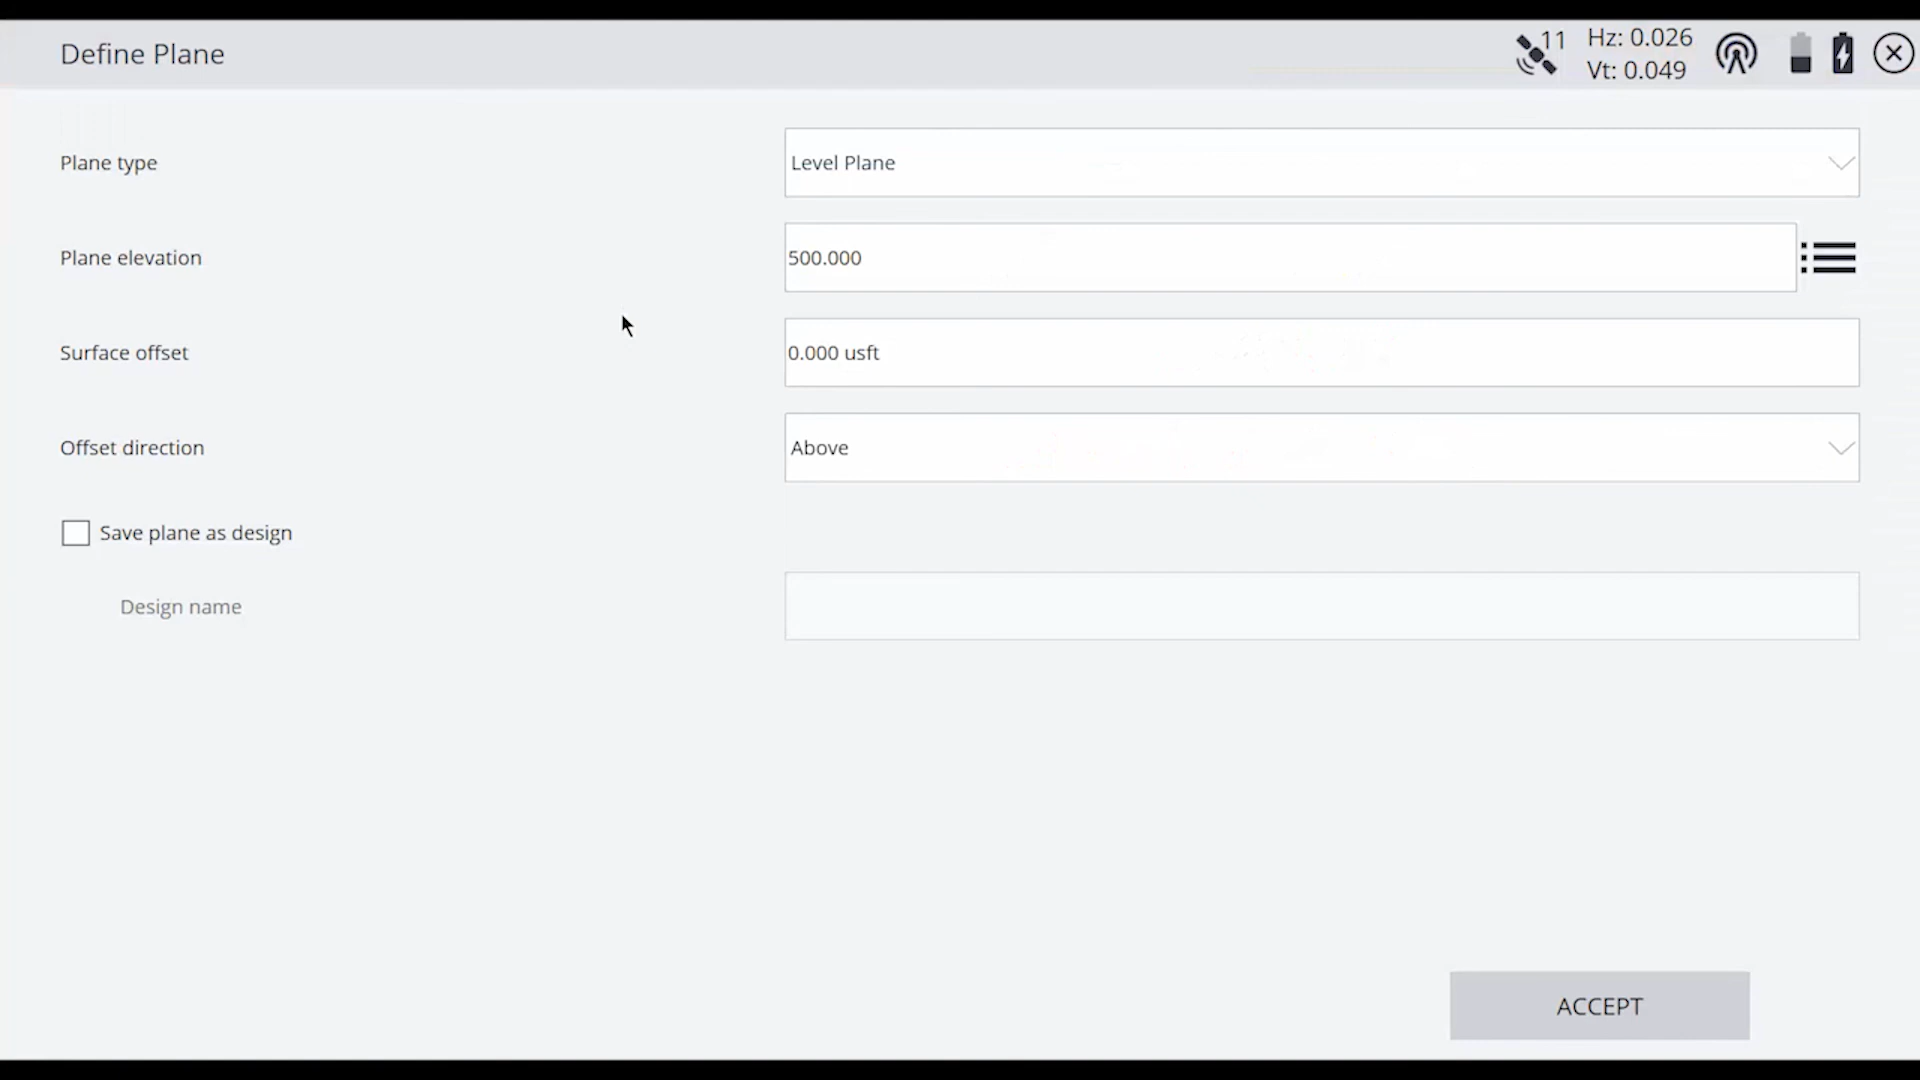 Define Plane
11
Hz: 0.026
Vt: 0.049
Plane type
Level Plane
Plane elevation
500.000
Surface offset
0.000 usft
Offset direction
Above
Save plane as design
Design name
ACCEPT